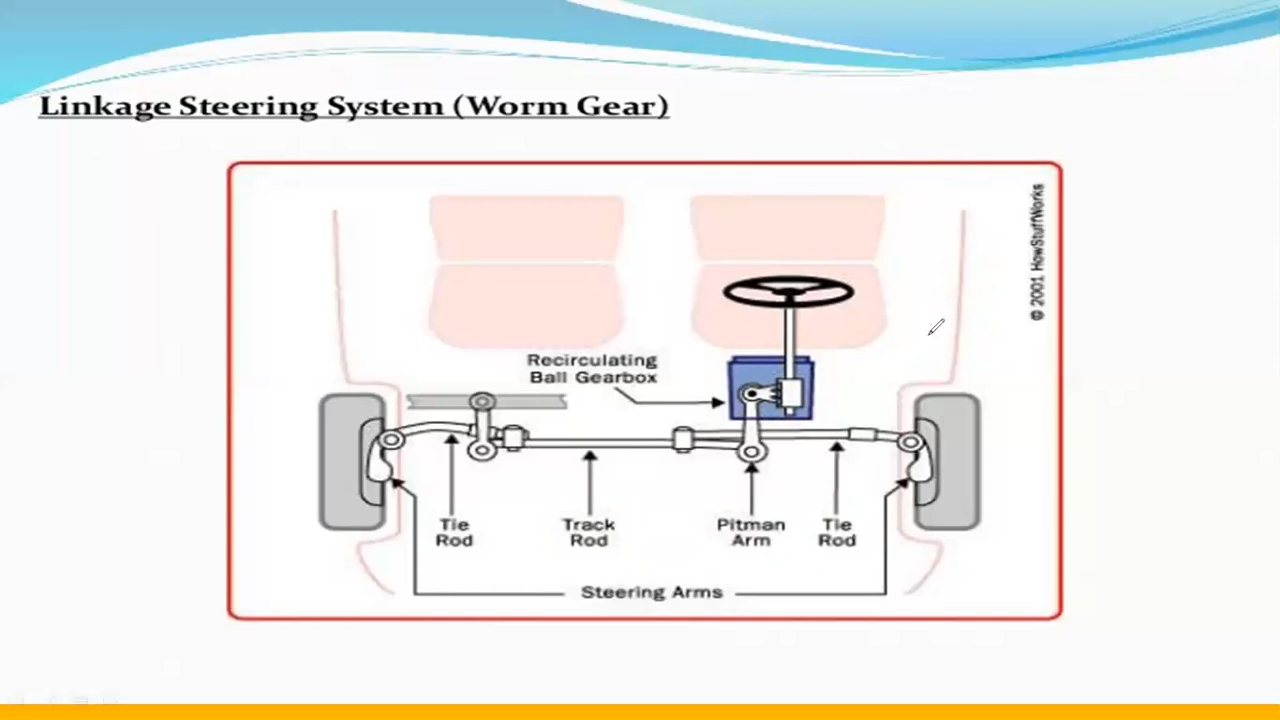 Linkage Steering System (Worm Gear)
© 2001 HowStuffWorks
Recirculating
Ball Gearbox
Tie
Rod
Track
Rod
Pitman
Arm
Tie
Rod
Steering Arms